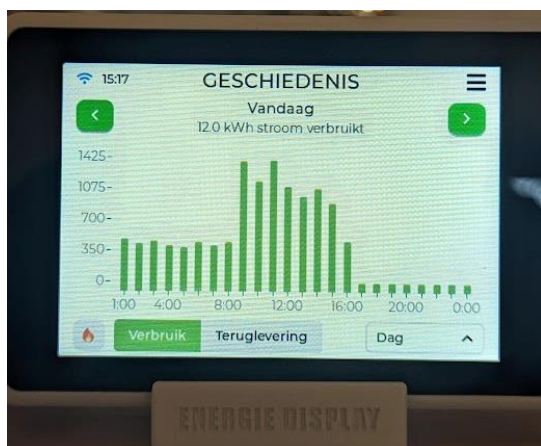 15:17 GESCHIEDENIS
Vandaag
12.0 kWh stroom verbruikt
1425-
1075-
700-
350-
0-
1:00 4:00 8:00 12:00 16:00 20:00 0:00
Verbruik Teruglevering Dag
ENERGIE DISPLAY